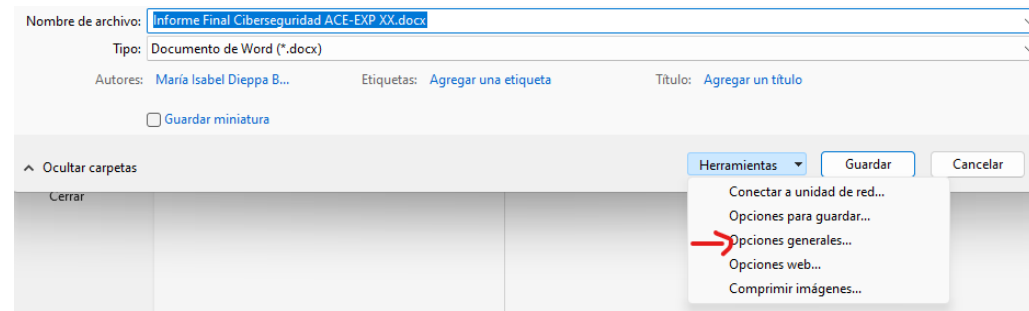 Nombre de archivo: Informe Final Ciberseguridad ACE-EXP XX.docx
Tipo: Documento de Word (*.docx)
Autores: María Isabel Dieppa B... Etiquetas: Agregar una etiqueta Título: Agregar un título
Guardar miniatura
Ocultar carpetas Herramientas Guardar Cancelar
Cerrar
Conectar a unidad de red...
Opciones para guardar...
Opciones generales...
Opciones web...
Comprimir imágenes...